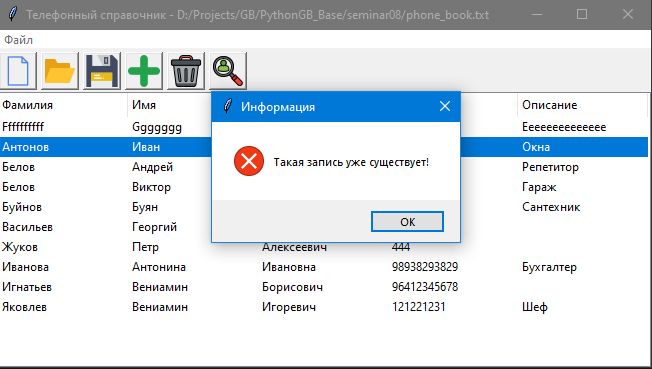 Телефонный справочник - D:/Projects/GB/PythonGB_Base/seminar08/phone_book.txt
Файл
Фамилия Имя Описание
Информация
Ffffffffff Ggggggg Eeeeeeeeeeeeee
Антонов Иван Окна
Такая запись уже существует!
Белов Андрей Репетитор
Белов Виктор Гараж
Буйнов Буян Сантехник
OK
Васильев Георгий
Жуков Петр Алексеевич 444
Иванова Антонина Ивановна 98938293829 Бухгалтер
Игнатьев Вениамин Борисович 96412345678
Яковлев Вениамин Игоревич 121221231 Шеф